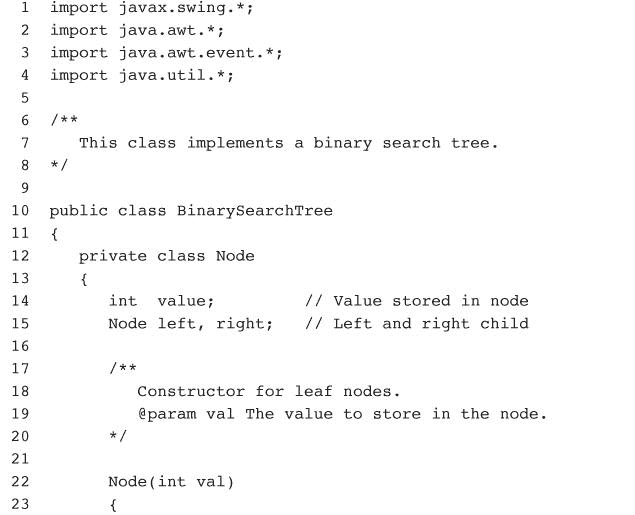 1 import javax.swing.*;
2 import java.awt.*;
3 import java.awt.event.*;
4 import java.util.*;
5
6 /**
7    This class implements a binary search tree.
8 */
9
10 public class BinarySearchTree
11 {
12    private class Node
13    {
14       int  value;         // Value stored in node
15       Node left, right;   // Left and right child
16
17       /**
18          Constructor for leaf nodes.
19          @param val The value to store in the node.
20       */
21
22       Node(int val)
23       {